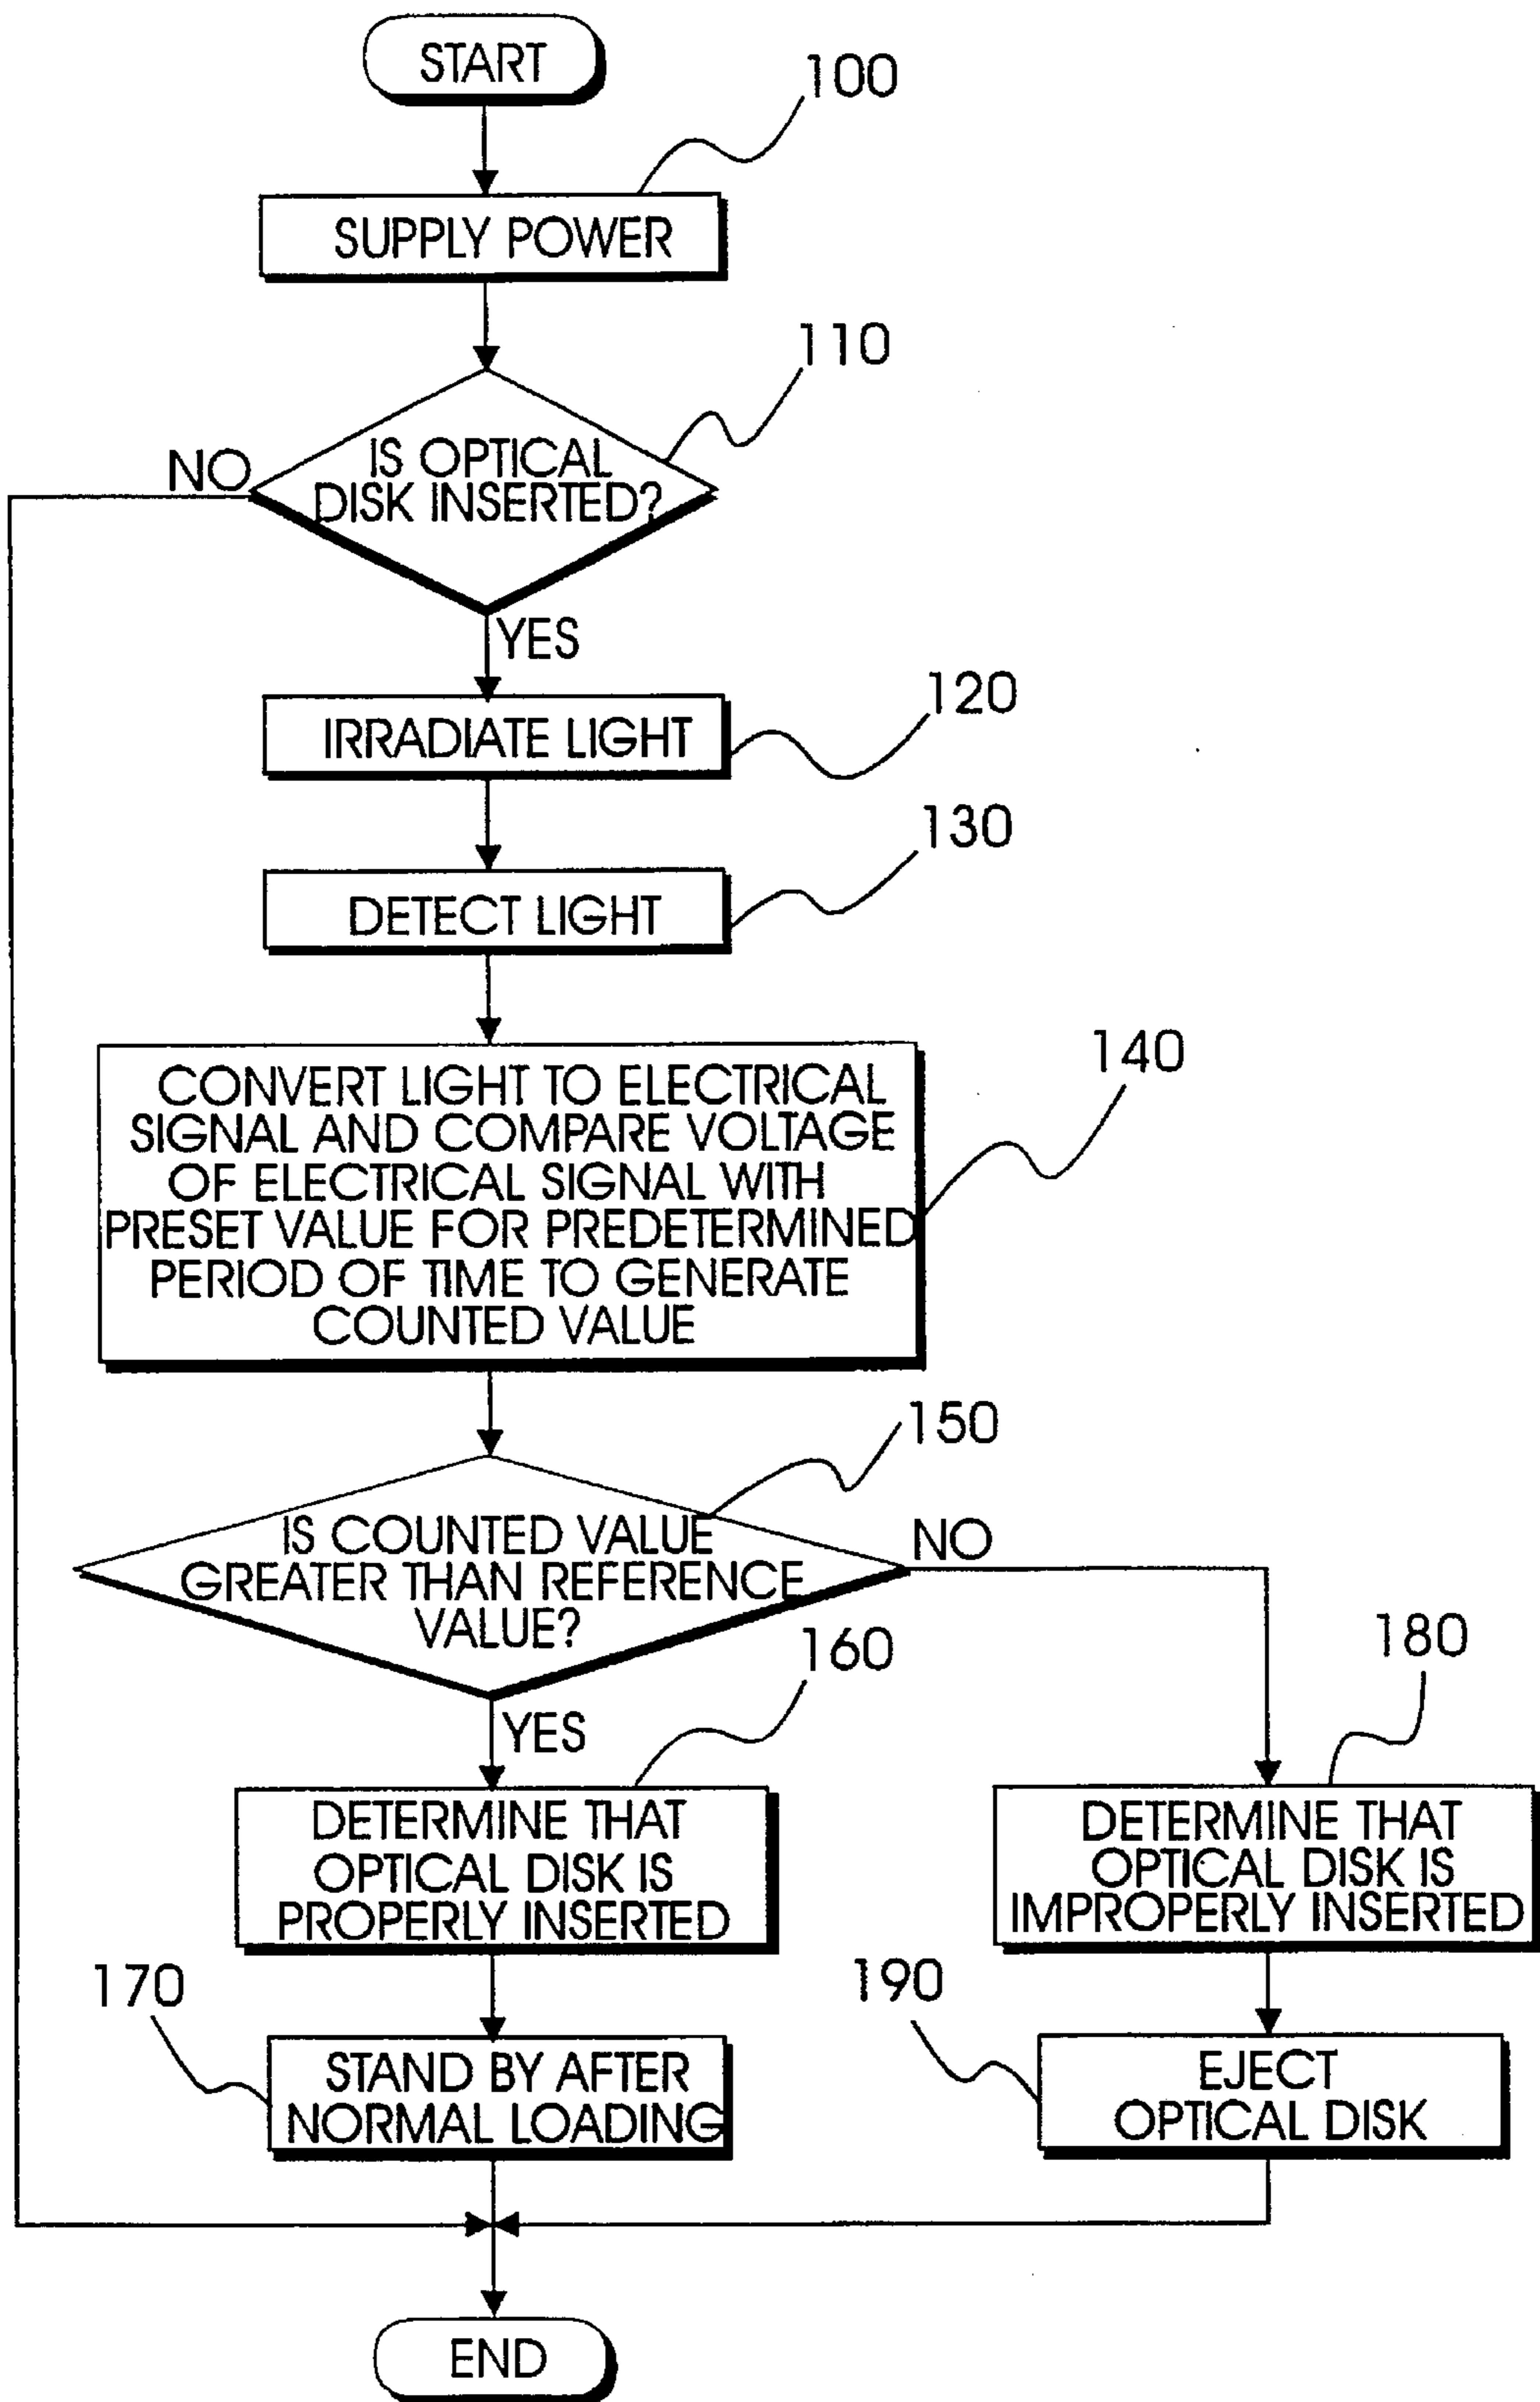 START
100
SUPPLY POWER
110
IS OPTICAL
DISK INSERTED?
NO
YES
120
IRRADIATE LIGHT
130
DETECT LIGHT
140
CONVERT LIGHT TO ELECTRICAL
SIGNAL AND COMPARE VOLTAGE
OF ELECTRICAL SIGNAL WITH
PRESET VALUE FOR PREDETERMINED
PERIOD OF TIME TO GENERATE
COUNTED VALUE
150
IS COUNTED VALUE
GREATER THAN REFERENCE
VALUE?
NO
YES
160
DETERMINE THAT
OPTICAL DISK IS
PROPERLY INSERTED
180
DETERMINE THAT
OPTICAL DISK IS
IMPROPERLY INSERTED
170
STAND BY AFTER
NORMAL LOADING
190
EJECT
OPTICAL DISK
END